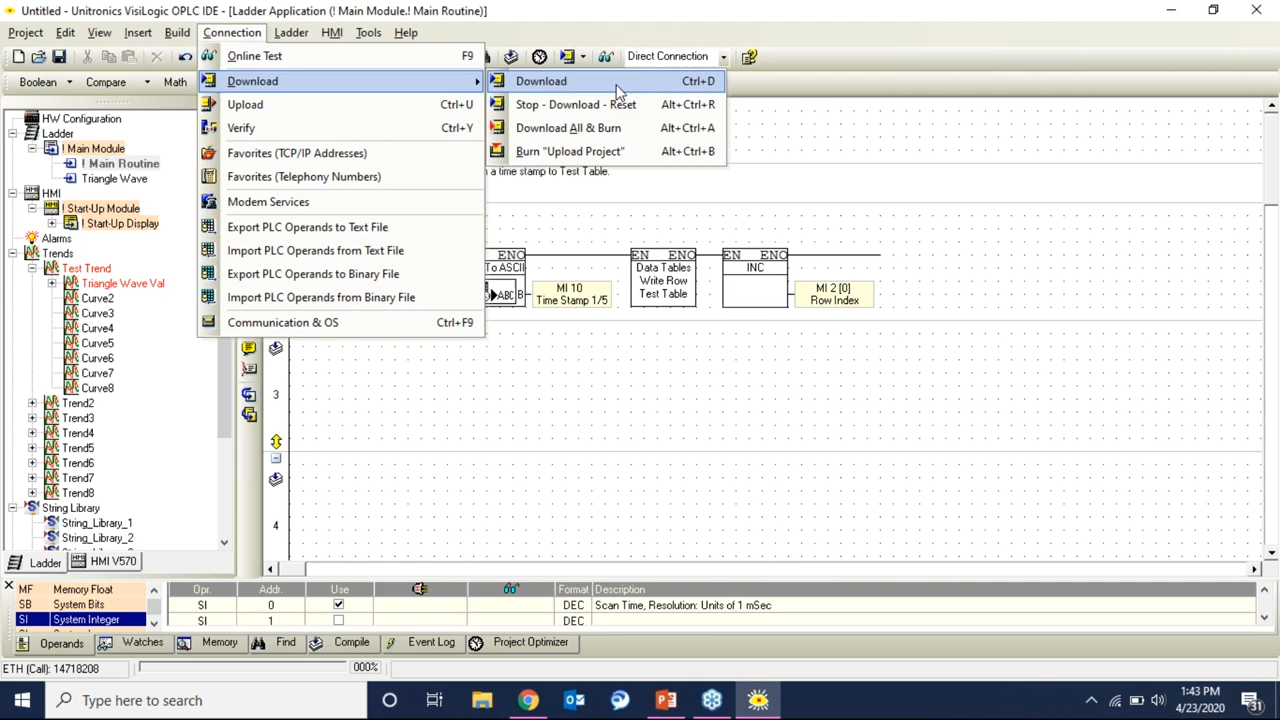 Untitled - Unitronics VisiLogic OPLC IDE - [Ladder Application (! Main Module.! Main Routine)]
Project Edit View Insert Build Connection Ladder HMI Tools Help
Direct Connection
Boolean Compare Math
Online Test F9
Download
Upload Ctrl+U
Verify Ctrl+Y
Favorites (TCP/IP Addresses)
Favorites (Telephony Numbers)
Modem Services
Export PLC Operands to Text File
Import PLC Operands from Text File
Export PLC Operands to Binary File
Import PLC Operands from Binary File
Communication & OS Ctrl+F9
Download Ctrl+D
Stop - Download - Reset Alt+Ctrl+R
Download All & Burn Alt+Ctrl+A
Burn "Upload Project" Alt+Ctrl+B
HW Configuration
Ladder
! Main Module
! Main Routine
Triangle Wave
HMI
! Start-Up Module
! Start-Up Display
Alarms
Trends
Test Trend
Triangle Wave Val
Curve2
Curve3
Curve4
Curve5
Curve6
Curve7
Curve8
Trend2
Trend3
Trend4
Trend5
Trend6
Trend7
Trend8
String Library
String_Library_1
String_Library_2
Ladder HMI V570
a time stamp to Test Table.
ENO
To ASCII
ABC B
MI 10
Time Stamp 1/5
EN ENO
Data Tables
Write Row
Test Table
EN ENO
INC
MI 2 [0]
Row Index
3
4
MF Memory Float
SB System Bits
SI System Integer
Opr. Addr. Use Format Description
SI 0 DEC Scan Time, Resolution: Units of 1 mSec
SI 1 DEC
Operands Watches Memory Find Compile Event Log Project Optimizer
ETH (Call): 14718208 000%
Type here to search
1:43 PM
4/23/2020
31